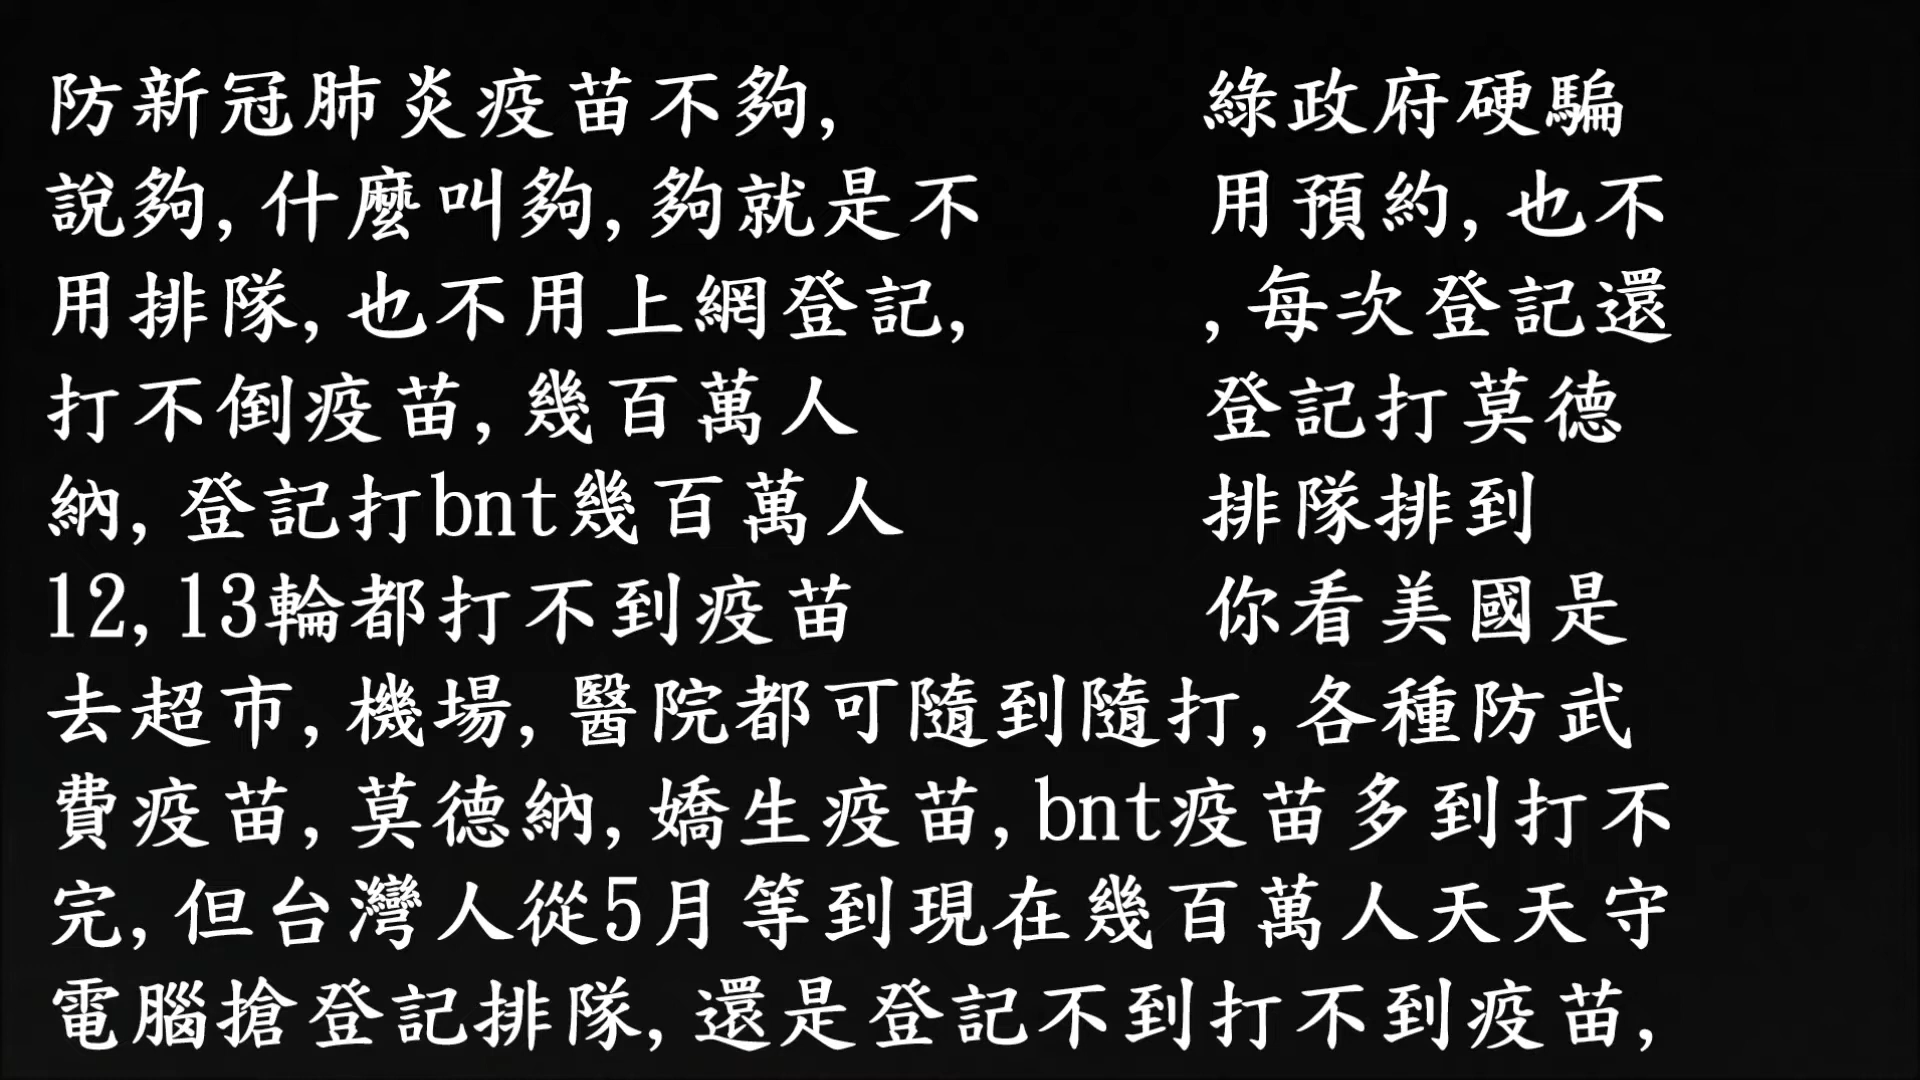 防新冠肺炎疫苗不夠, 綠政府硬騙
說夠,什麼叫夠,夠就是不 用預約,也不
用排隊,也不用上網登記, ,每次登記還
打不倒疫苗,幾百萬人 登記打莫德
納,登記打bnt幾百萬人 排隊排到
12,13輪都打不到疫苗 你看美國是
去超市,機場,醫院都可隨到隨打,各種防武
費疫苗,莫德納,嬌生疫苗,bnt疫苗多到打不
完,但台灣人從5月等到現在幾百萬人天天守
電腦搶登記排隊,還是登記不到打不到疫苗,